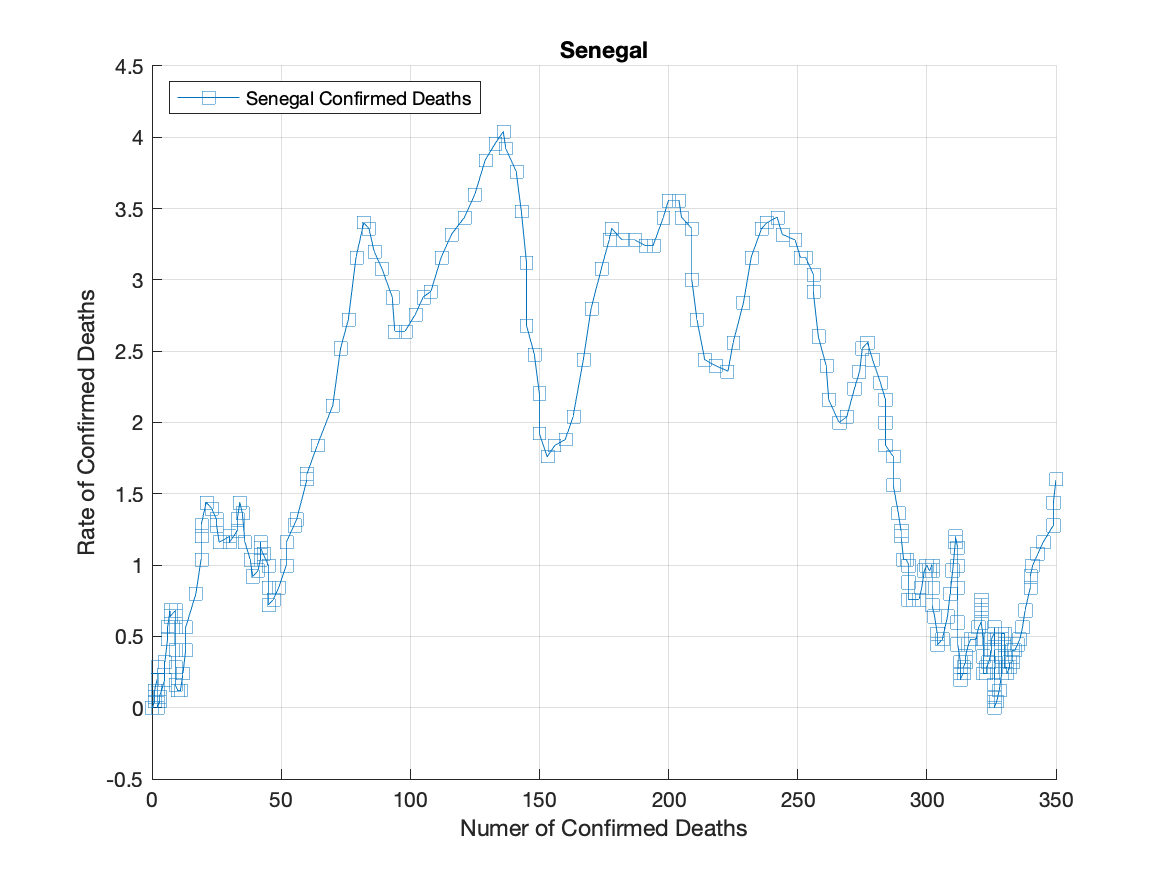 Senegal
Senegal Confirmed Deaths
4.5
4
3.5
3
2.5
2
1.5
1
0.5
0
-0.5
Rate of Confirmed Deaths
0 50 100 150 200 250 300 350
Numer of Confirmed Deaths